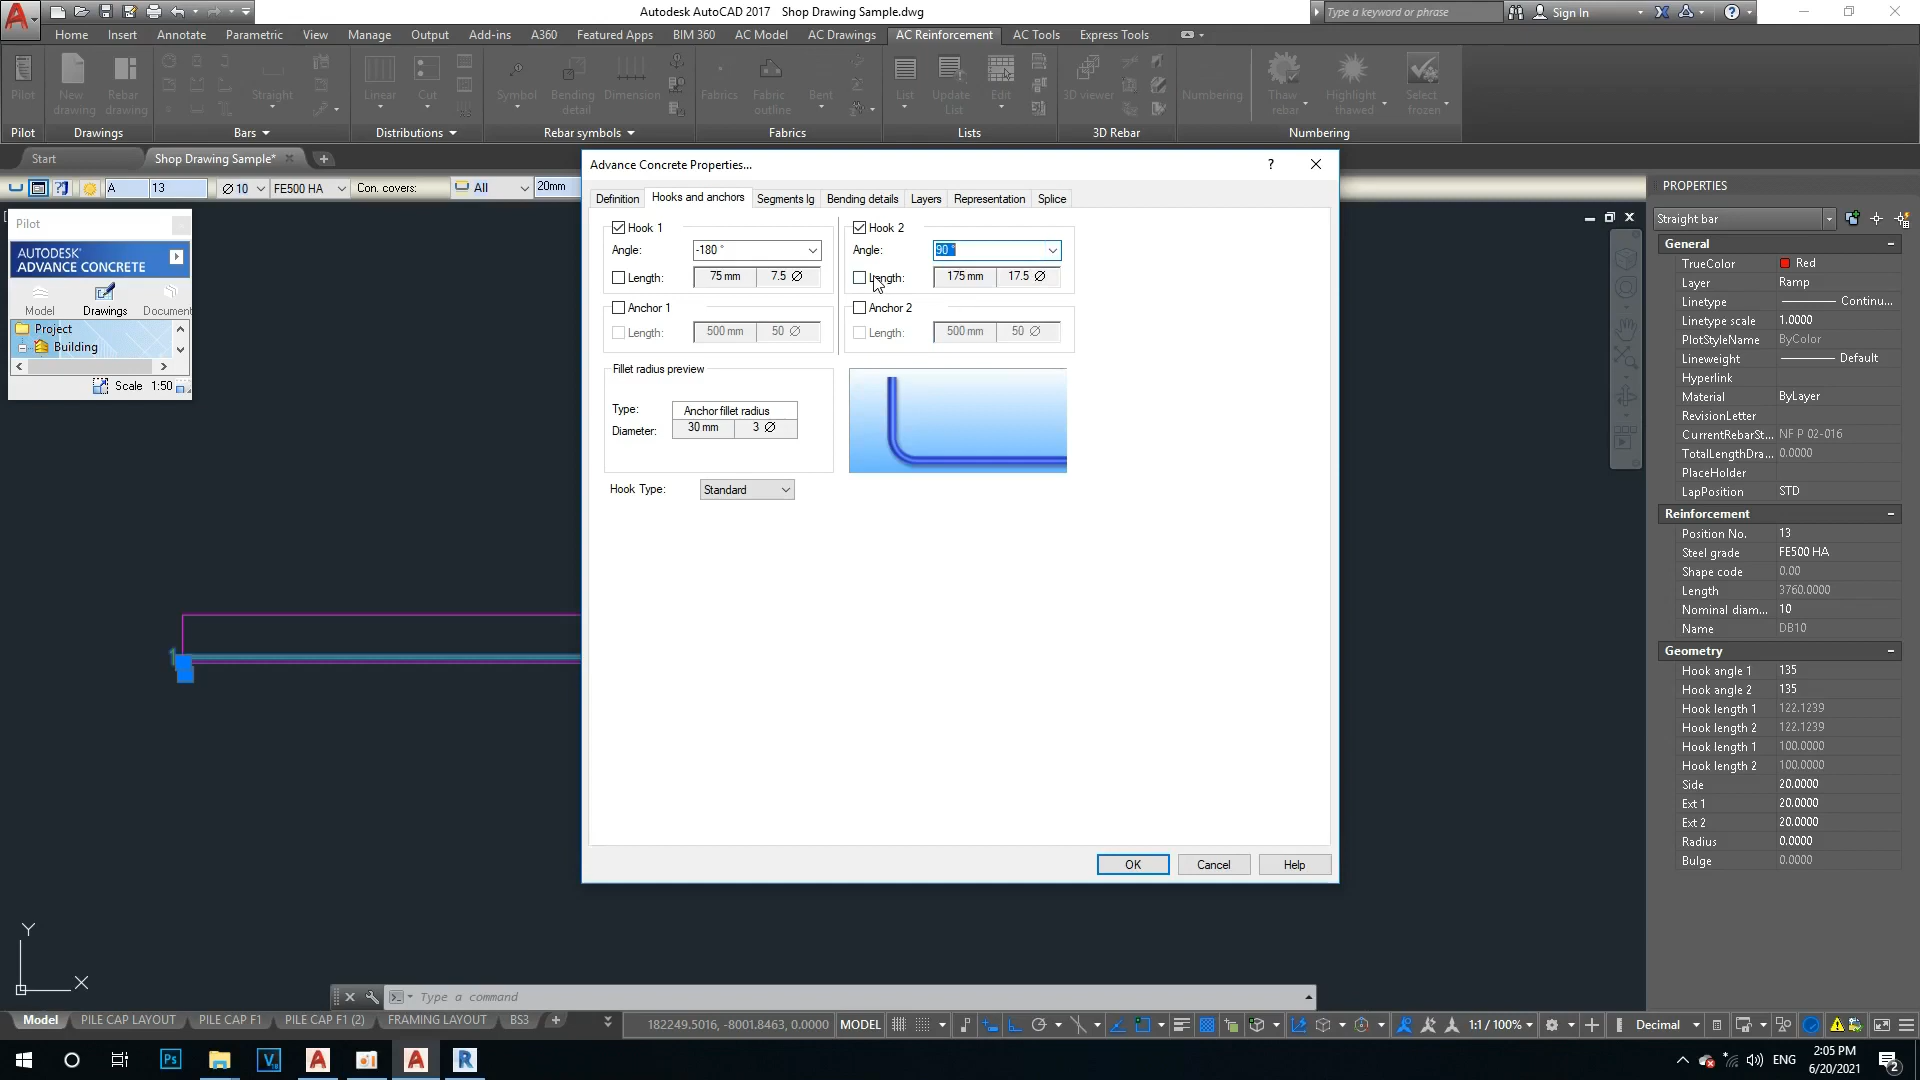 Autodesk AutoCAD 2017 Shop Drawing Sample.dwg
Type a keyword or phrase
Sign In
Home Insert Annotate Parametric View Manage Output Add-ins A360 Featured Apps BIM 360 AC Model AC Drawings AC Reinforcement AC Tools Express Tools
Pilot New drawing Rebar drawing Straight Linear Cut Symbol Bending detail Dimension Fabrics Fabric outline Bent List Update List Edit 3D viewer Numbering Thaw rebar Highlight thawed Select frozen
Pilot Drawings Bars Distributions Rebar symbols Fabrics Lists 3D Rebar Numbering
Start Shop Drawing Sample*
A 13 Ø 10 FE500 HA Con. covers: All 20mm
Pilot
AUTODESK®
ADVANCE CONCRETE
Model Drawings Document
Project
Building
Scale 1:50
Advance Concrete Properties...
Definition Hooks and anchors Segments lg Bending details Layers Representation Splice
Hook 1
Angle: -180 °
Length: 75 mm 7.5 Ø
Anchor 1
Length: 500 mm 50 Ø
Hook 2
Angle: 90 °
Length: 175 mm 17.5 Ø
Anchor 2
Length: 500 mm 50 Ø
Fillet radius preview
Type: Anchor fillet radius
Diameter: 30 mm 3 Ø
Hook Type: Standard
OK Cancel Help
PROPERTIES
Straight bar
General
TrueColor Red
Layer Ramp
Linetype Continu...
Linetype scale 1.0000
PlotStyleName ByColor
Lineweight Default
Hyperlink
Material ByLayer
RevisionLetter
CurrentRebarSt... NF P 02-016
TotalLengthDra... 0.0000
PlaceHolder
LapPosition STD
Reinforcement
Position No. 13
Steel grade FE500 HA
Shape code 0.00
Length 3760.0000
Nominal diam... 10
Name DB10
Geometry
Hook angle 1 135
Hook angle 2 135
Hook length 1 122.1239
Hook length 2 122.1239
Hook length 1 100.0000
Hook length 2 100.0000
Side 20.0000
Ext 1 20.0000
Ext 2 20.0000
Radius 0.0000
Bulge 0.0000
1
Y
X
Type a command
Model PILE CAP LAYOUT PILE CAP F1 PILE CAP F1 (2) FRAMING LAYOUT BS3
182249.5016, -8001.8463, 0.0000 MODEL 1:1 / 100% Decimal
Ps
ENG
2:05 PM
6/20/2021
2